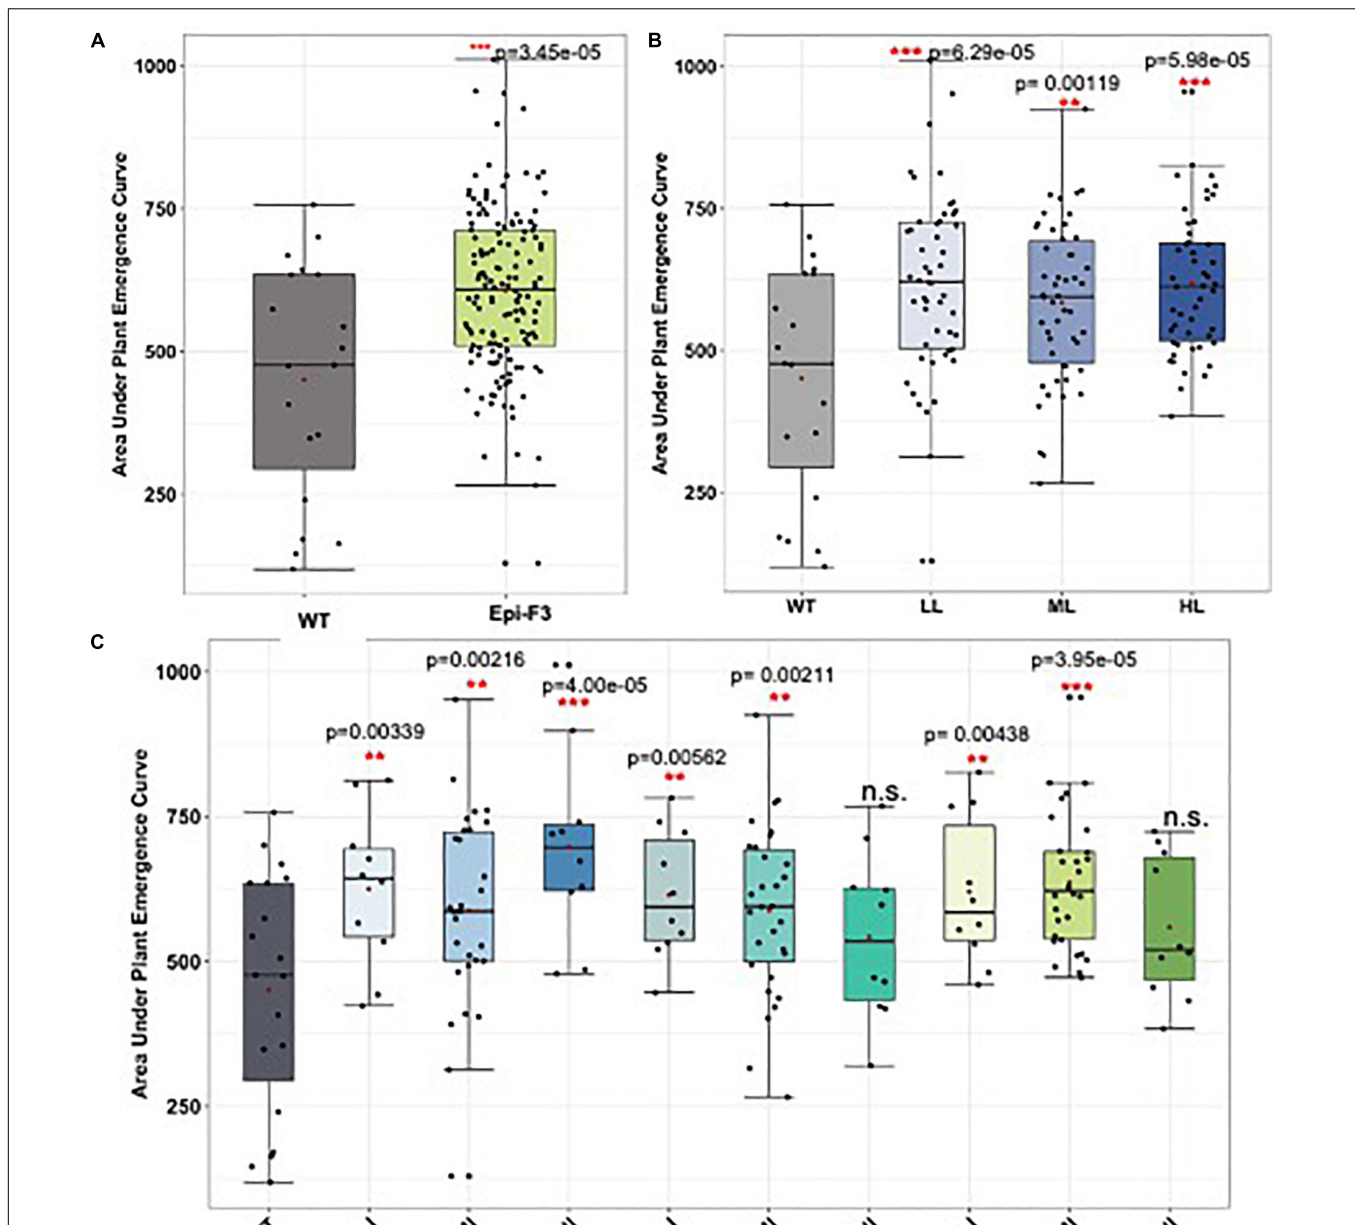 A
B
p=3.45e-05
p=6.29e-05
p= 0.00119
p=5.98e-05
Area Under Plant Emergence Curve
1000
750
500
250
WT
Epi-F3
Area Under Plant Emergence Curve
1000
750
500
250
WT
LL
ML
HL
C
p=0.00339
p=0.00216
p=4.00e-05
p=0.00562
p= 0.00211
n.s.
p= 0.00438
p=3.95e-05
n.s.
Area Under Plant Emergence Curve
1000
750
500
250